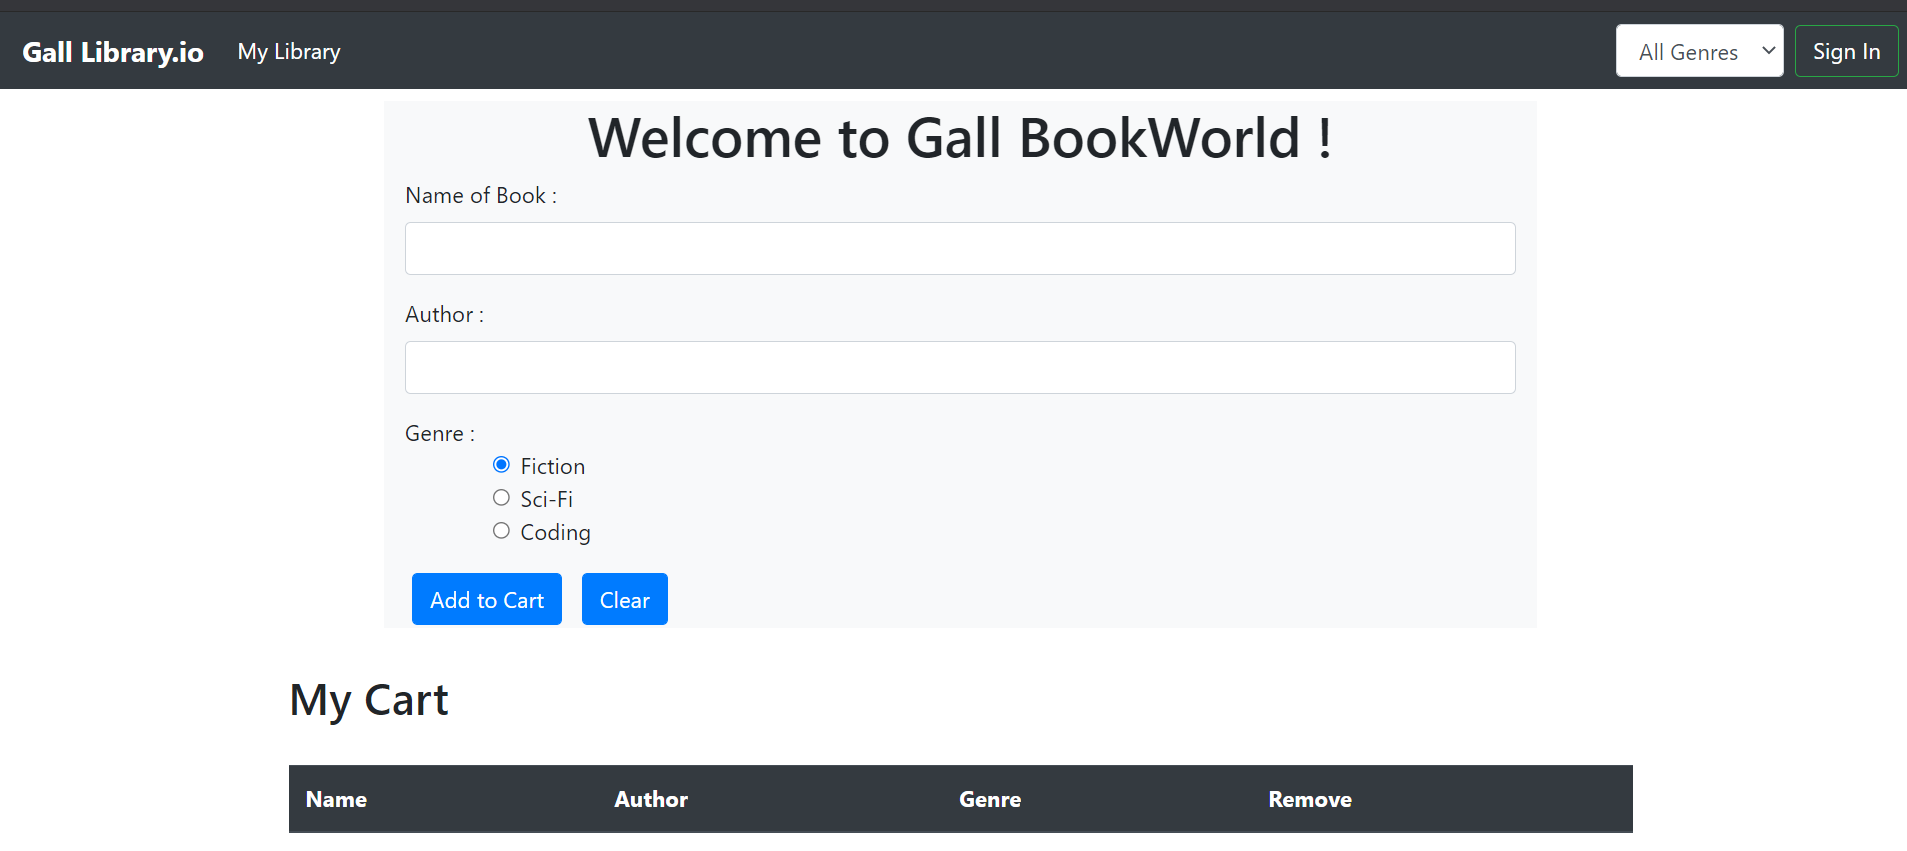 Gall Library.io My Library All Genres Sign In
Welcome to Gall BookWorld !
Name of Book :
Author :
Genre :
Fiction
Sci-Fi
Coding
Add to Cart Clear
My Cart
Name Author Genre Remove